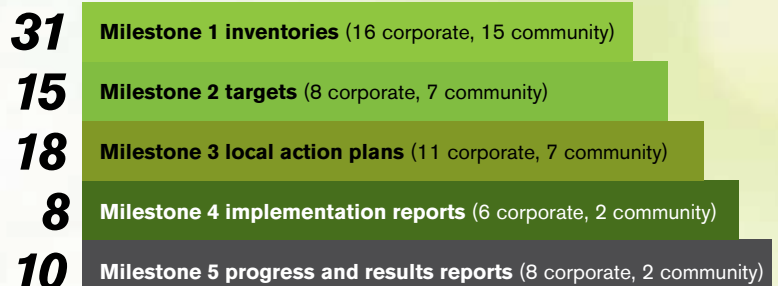 31 Milestone 1 inventories (16 corporate, 15 community)
15 Milestone 2 targets (8 corporate, 7 community)
18 Milestone 3 local action plans (11 corporate, 7 community)
8 Milestone 4 implementation reports (6 corporate, 2 community)
10 Milestone 5 progress and results reports (8 corporate, 2 community)